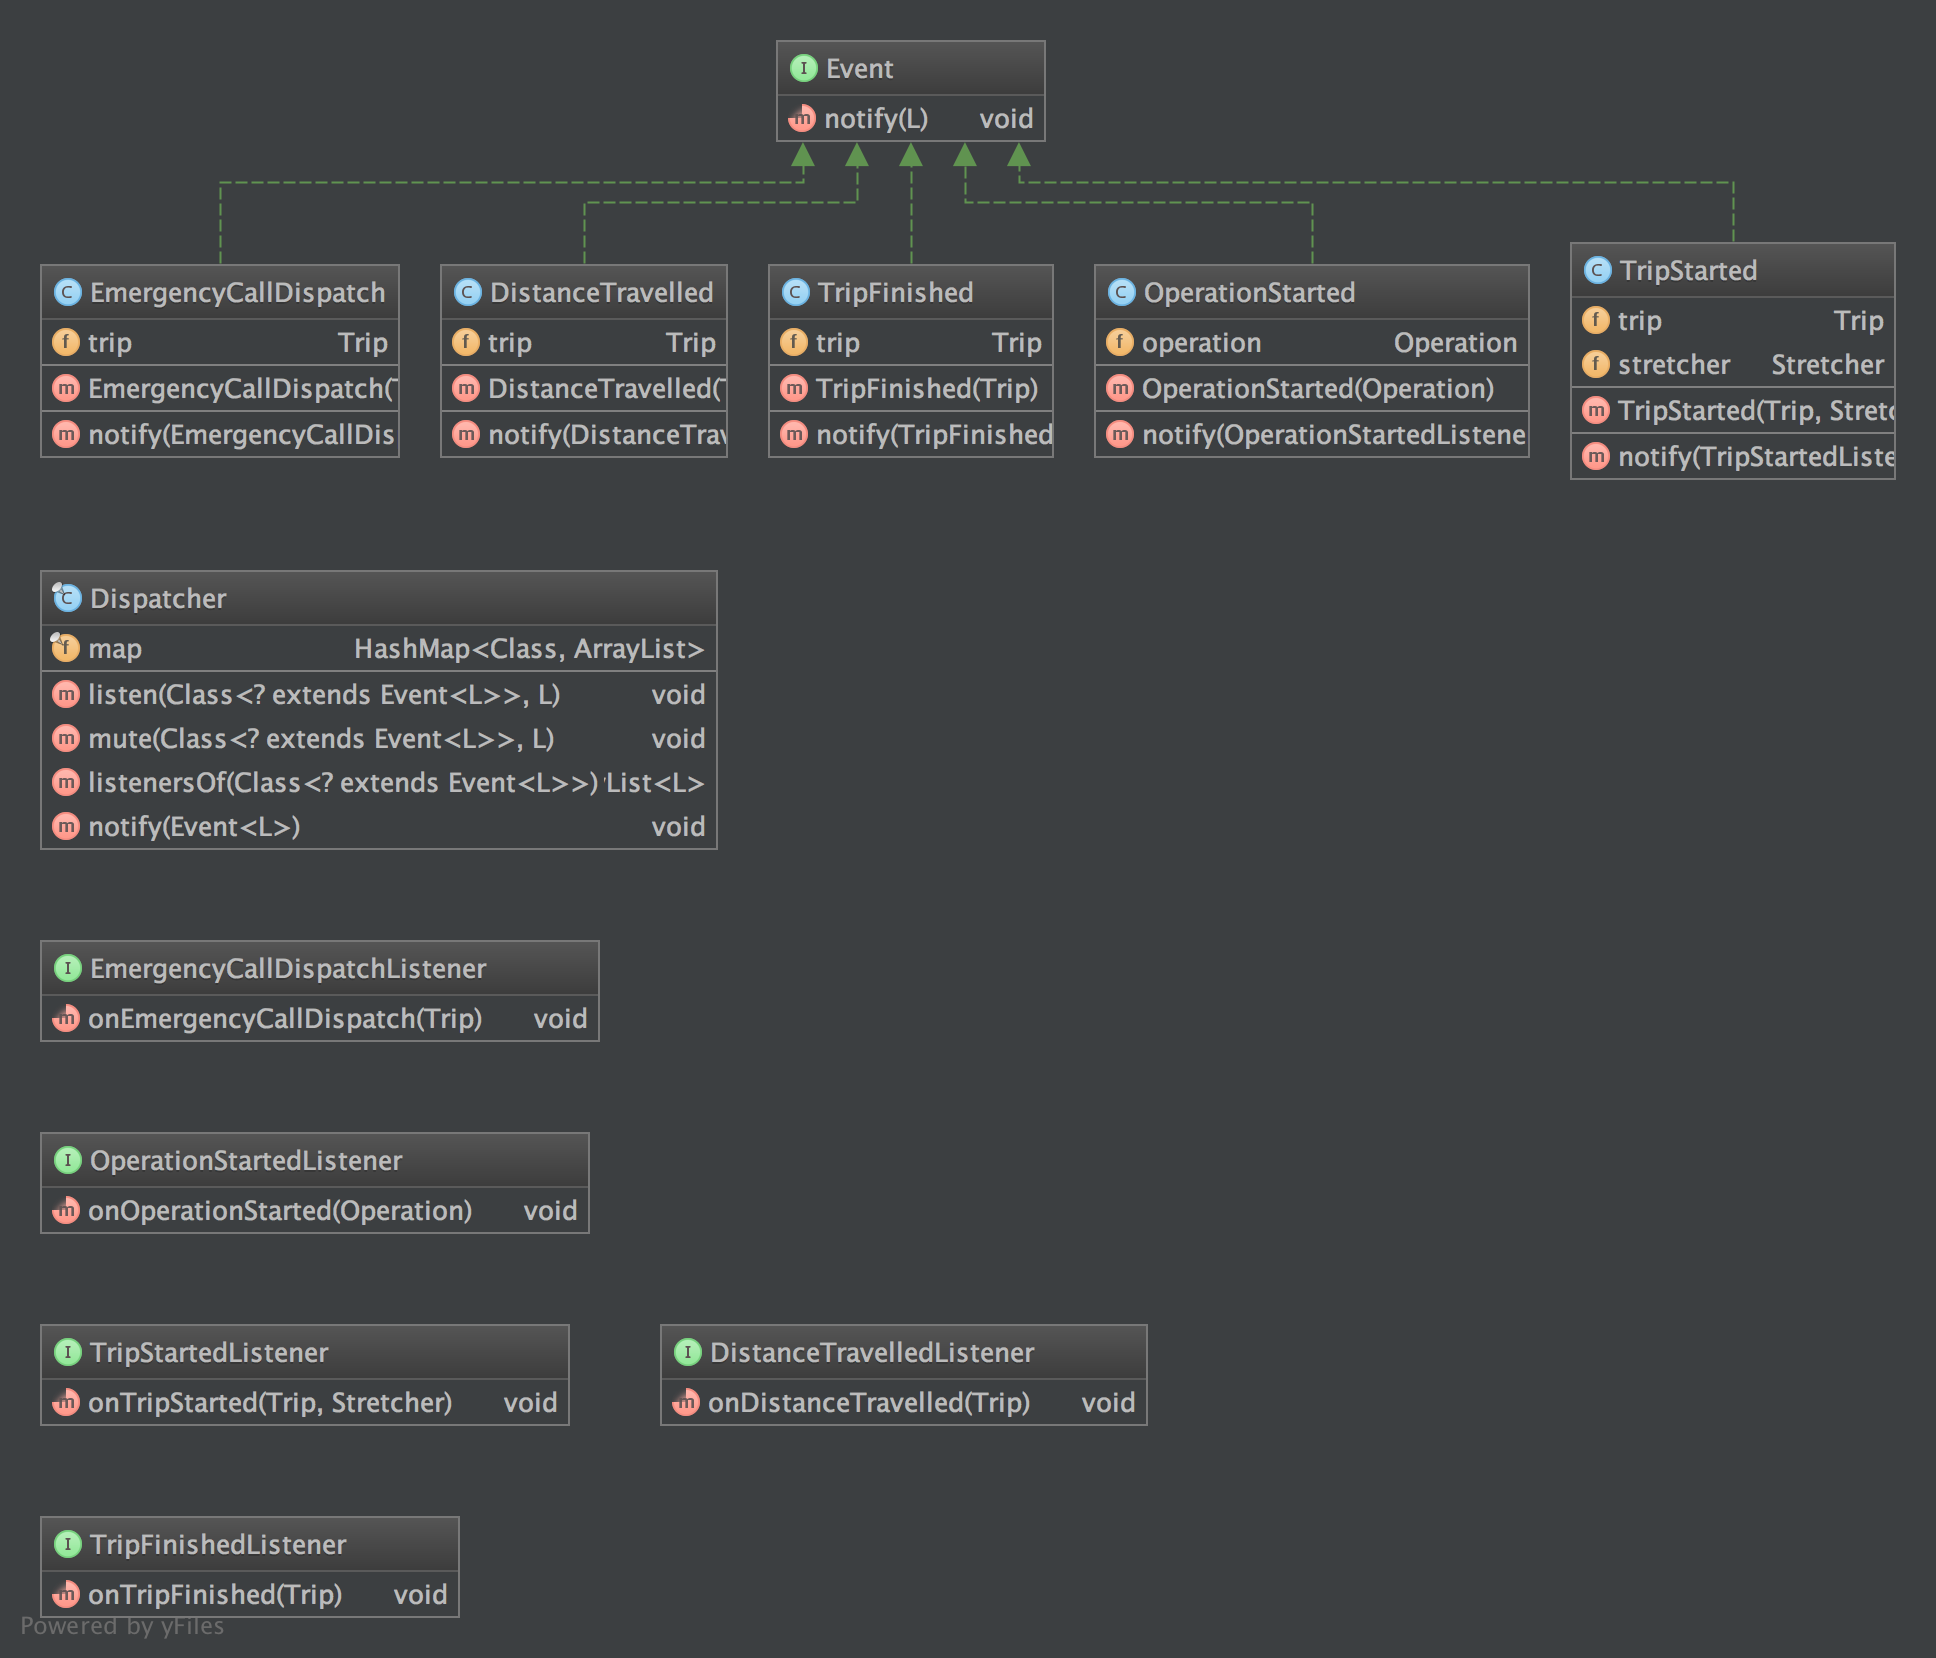 Event
notify(L) void
EmergencyCallDispatch
trip Trip
EmergencyCallDispatch(
notify(EmergencyCallDis
DistanceTravelled
trip Trip
DistanceTravelled(
notify(DistanceTrav
TripFinished
trip Trip
TripFinished(Trip)
notify(TripFinished
OperationStarted
operation Operation
OperationStarted(Operation)
notify(OperationStartedListene
TripStarted
trip Trip
stretcher Stretcher
TripStarted(Trip, Stretc
notify(TripStartedListe
Dispatcher
map HashMap<Class, ArrayList>
listen(Class<? extends Event<L>>, L) void
mute(Class<? extends Event<L>>, L) void
listenersOf(Class<? extends Event<L>>) List<L>
notify(Event<L>) void
EmergencyCallDispatchListener
onEmergencyCallDispatch(Trip) void
OperationStartedListener
onOperationStarted(Operation) void
TripStartedListener
onTripStarted(Trip, Stretcher) void
DistanceTravelledListener
onDistanceTravelled(Trip) void
TripFinishedListener
onTripFinished(Trip) void
Powered by yFiles